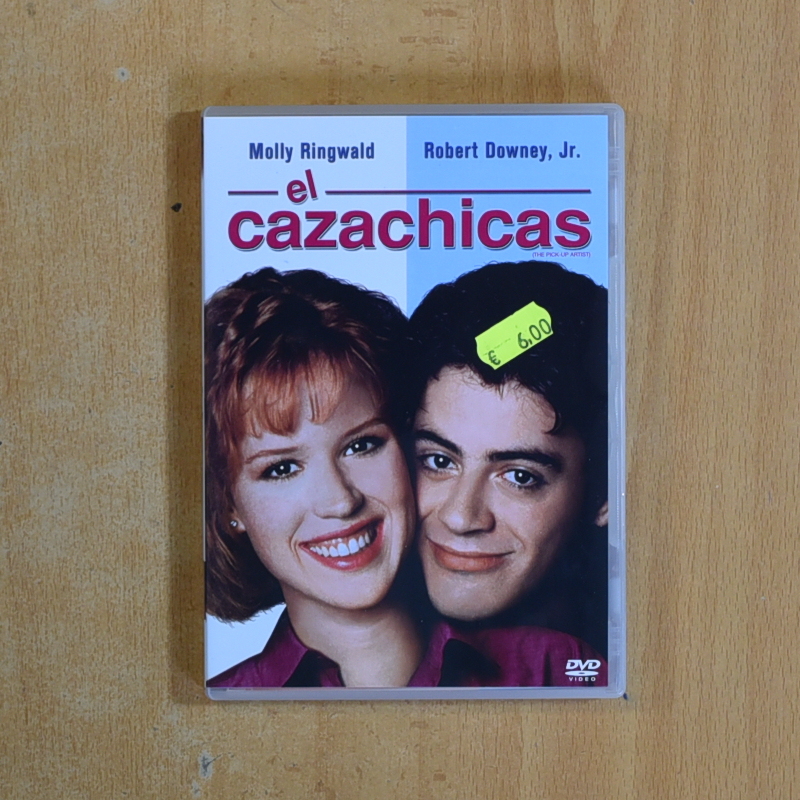 Molly Ringwald Robert Downey, Jr.
el
cazachicas
(THE PICK-UP ARTIST)
€ 6,00
DVD
VIDEO